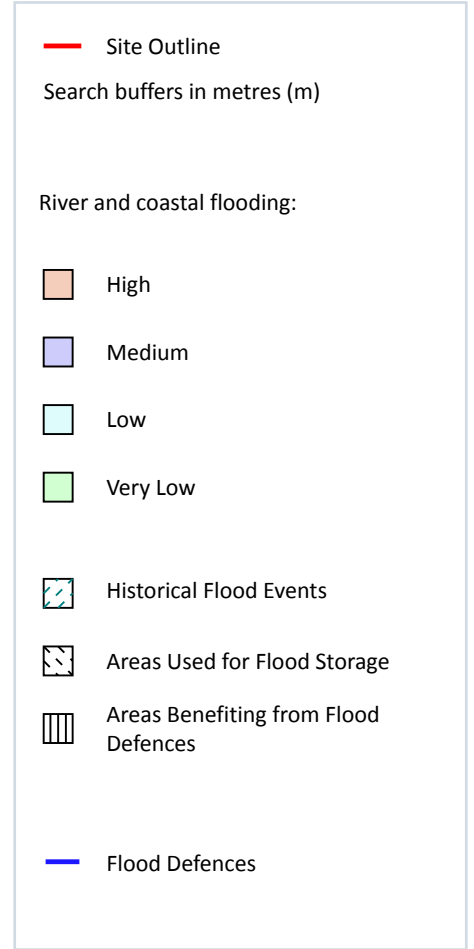 Site Outline
Search buffers in metres (m)
River and coastal flooding:
High
Medium
Low
Very Low
Historical Flood Events
Areas Used for Flood Storage
Areas Benefiting from Flood
Defences
Flood Defences